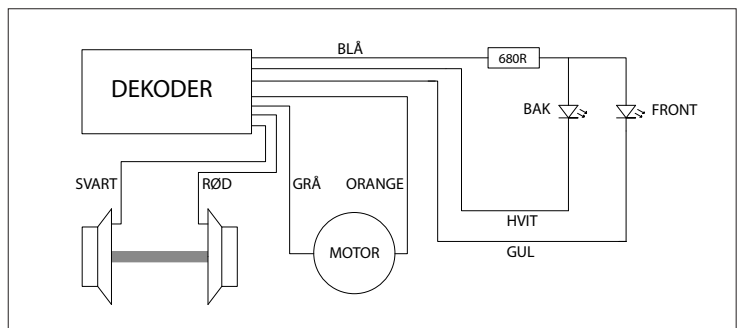 BLÅ
680R
DEKODER
BAK
FRONT
SVART
RØD
GRÅ
ORANGE
HVIT
MOTOR
GUL